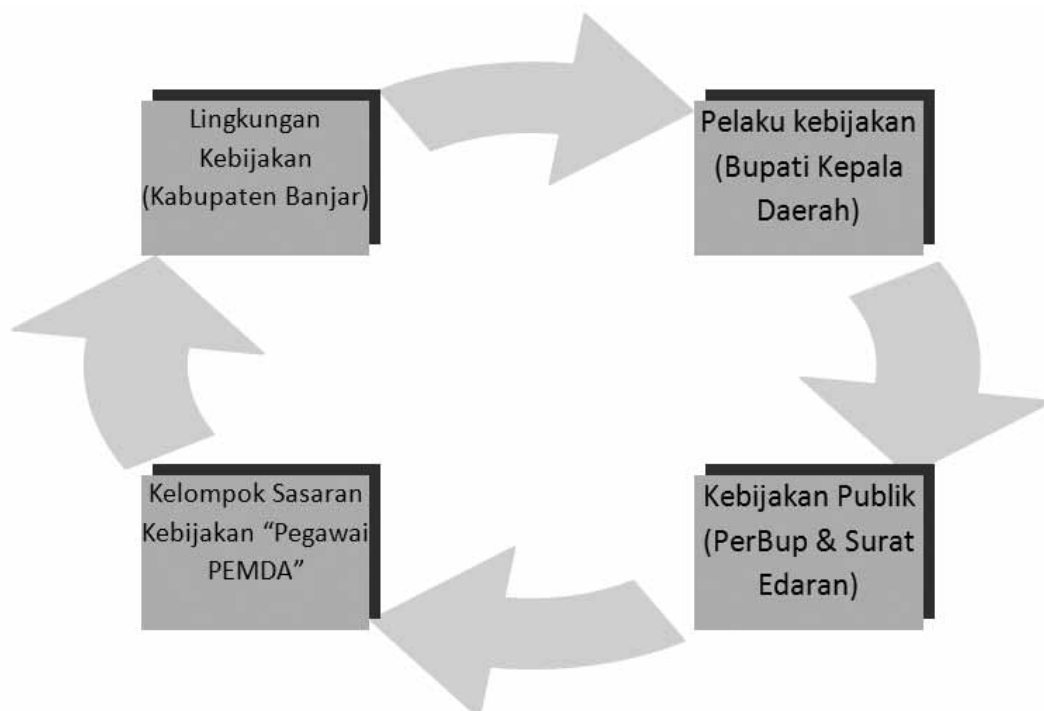 Lingkungan
Kebijakan
(Kabupaten Banjar)
Pelaku kebijakan
(Bupati Kepala
Daerah)
Kelompok Sasaran
Kebijakan “Pegawai
PEMDA”
Kebijakan Publik
(PerBup & Surat
Edaran)